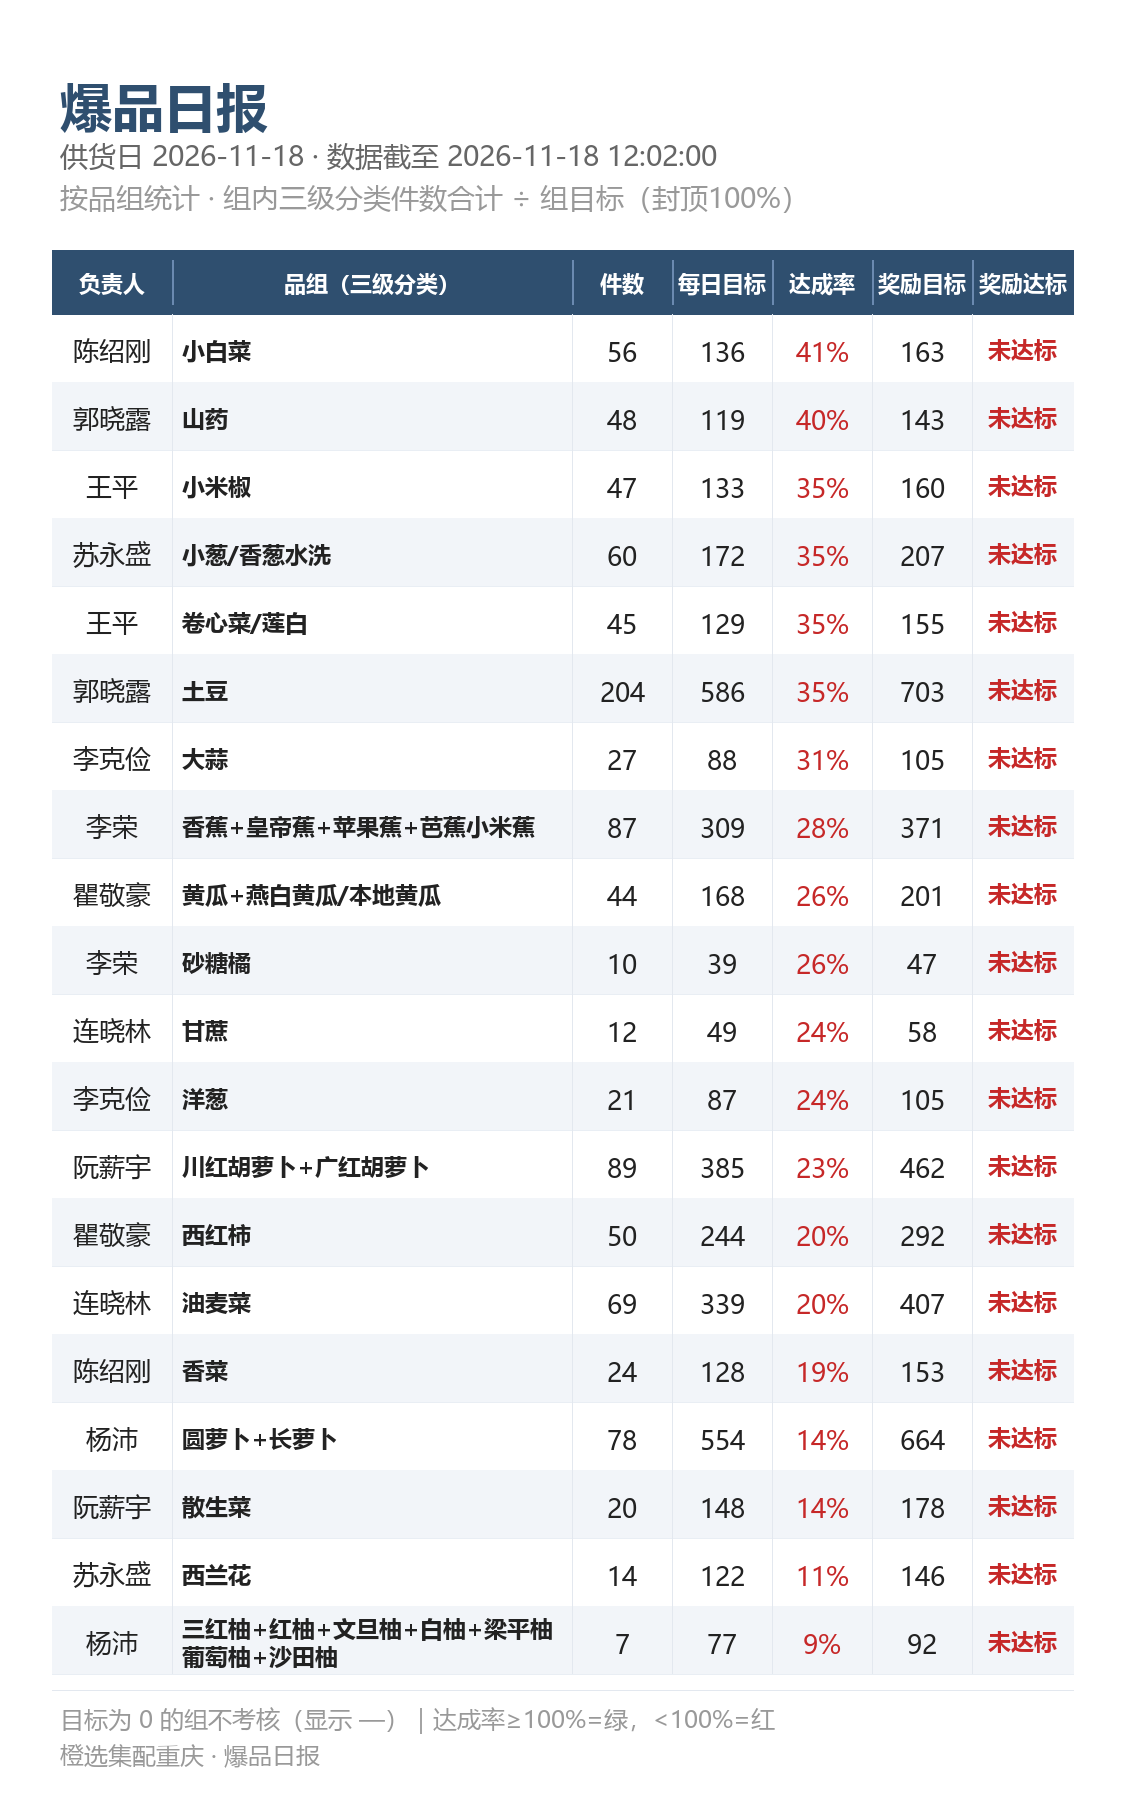 爆品日报
供货日 2026-11-18 · 数据截至 2026-11-18 12:02:00
按品组统计 · 组内三级分类件数合计 ÷ 组目标（封顶100%）
负责人 品组（三级分类） 件数 每日目标 达成率 奖励目标 奖励达标
陈绍刚 小白菜 56 136 41% 163 未达标
郭晓露 山药 48 119 40% 143 未达标
王平 小米椒 47 133 35% 160 未达标
苏永盛 小葱/香葱水洗 60 172 35% 207 未达标
王平 卷心菜/莲白 45 129 35% 155 未达标
郭晓露 土豆 204 586 35% 703 未达标
李克俭 大蒜 27 88 31% 105 未达标
李荣 香蕉+皇帝蕉+苹果蕉+芭蕉小米蕉 87 309 28% 371 未达标
瞿敬豪 黄瓜+燕白黄瓜/本地黄瓜 44 168 26% 201 未达标
李荣 砂糖橘 10 39 26% 47 未达标
连晓林 甘蔗 12 49 24% 58 未达标
李克俭 洋葱 21 87 24% 105 未达标
阮薪宇 川红胡萝卜+广红胡萝卜 89 385 23% 462 未达标
瞿敬豪 西红柿 50 244 20% 292 未达标
连晓林 油麦菜 69 339 20% 407 未达标
陈绍刚 香菜 24 128 19% 153 未达标
杨沛 圆萝卜+长萝卜 78 554 14% 664 未达标
阮薪宇 散生菜 20 148 14% 178 未达标
苏永盛 西兰花 14 122 11% 146 未达标
杨沛 三红柚+红柚+文旦柚+白柚+梁平柚 7 77 9% 92 未达标
葡萄柚+沙田柚
目标为 0 的组不考核（显示 —）｜达成率≥100%=绿，<100%=红
橙选集配重庆 · 爆品日报